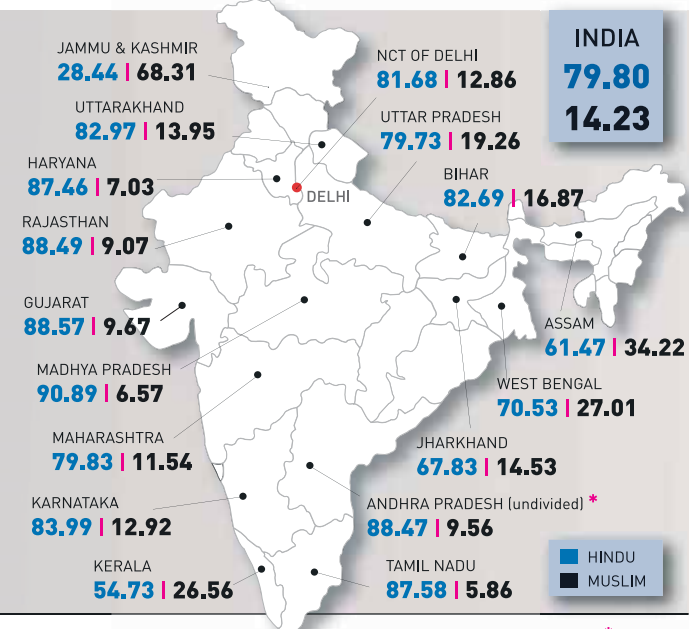 INDIA
79.80
14.23
JAMMU & KASHMIR
28.44 | 68.31
NCT OF DELHI
81.68 | 12.86
UTTARAKHAND
82.97 | 13.95
UTTAR PRADESH
79.73 | 19.26
HARYANA
87.46 | 7.03
BIHAR
82.69 | 16.87
DELHI
RAJASTHAN
88.49 | 9.07
GUJARAT
88.57 | 9.67
ASSAM
61.47 | 34.22
MADHYA PRADESH
90.89 | 6.57
WEST BENGAL
70.53 | 27.01
MAHARASHTRA
79.83 | 11.54
JHARKHAND
67.83 | 14.53
KARNATAKA
83.99 | 12.92
ANDHRA PRADESH (undivided) *
88.47 | 9.56
KERALA
54.73 | 26.56
TAMIL NADU
87.58 | 5.86
HINDU
MUSLIM
*